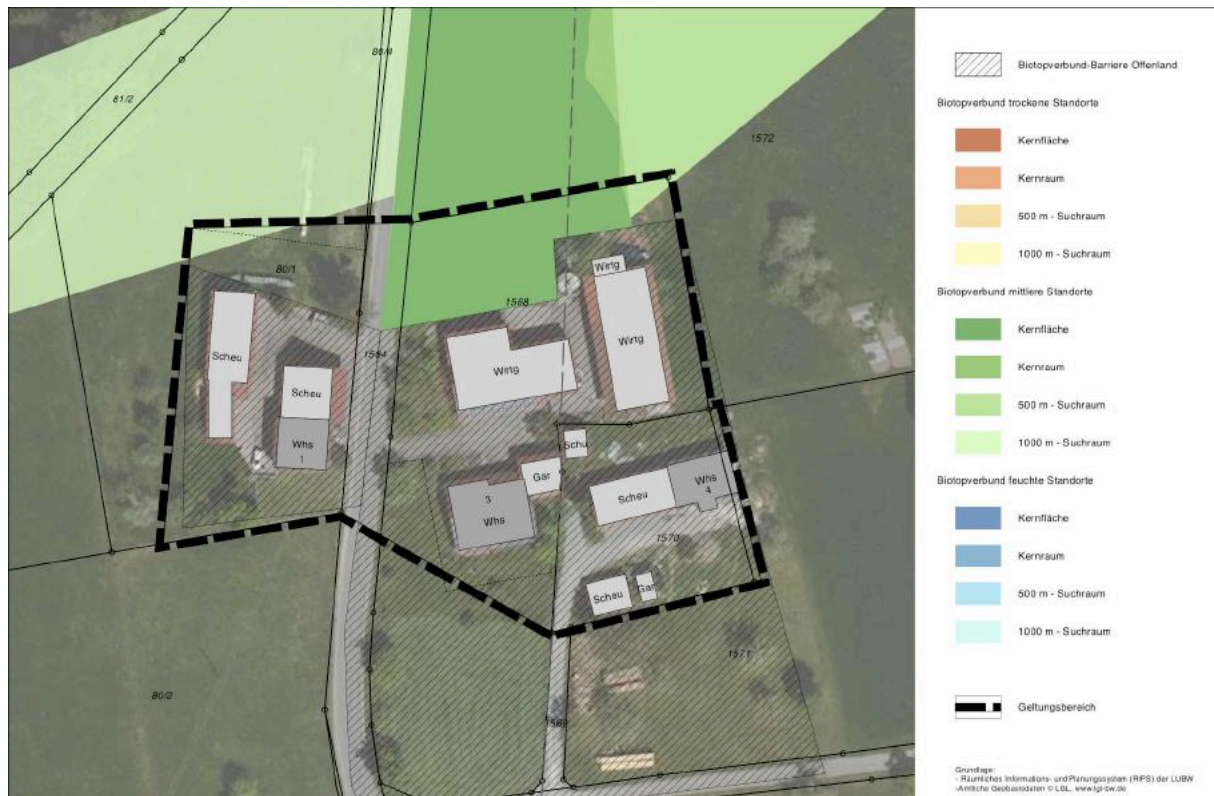 81/2
80/4
1572
80/1
1568
1564
Wirtg
Wirtg
Wirtg
Scheu
Scheu
Whs
1
Schu
Gar
3
Whs
Scheu
Whs
4
1570
Scheu
Gar
1571
80/2
1569
Biotopverbund-Barriere Offenland
Biotopverbund trockene Standorte
Kernfläche
Kernraum
500 m - Suchraum
1000 m - Suchraum
Biotopverbund mittlere Standorte
Kernfläche
Kernraum
500 m - Suchraum
1000 m - Suchraum
Biotopverbund feuchte Standorte
Kernfläche
Kernraum
500 m - Suchraum
1000 m - Suchraum
Geltungsbereich
Grundlage:
- Räumliches Informations- und Planungssystem (RIPS) der LUBW
-Amtliche Geobasisdaten © LGL, www.lgl-bw.de